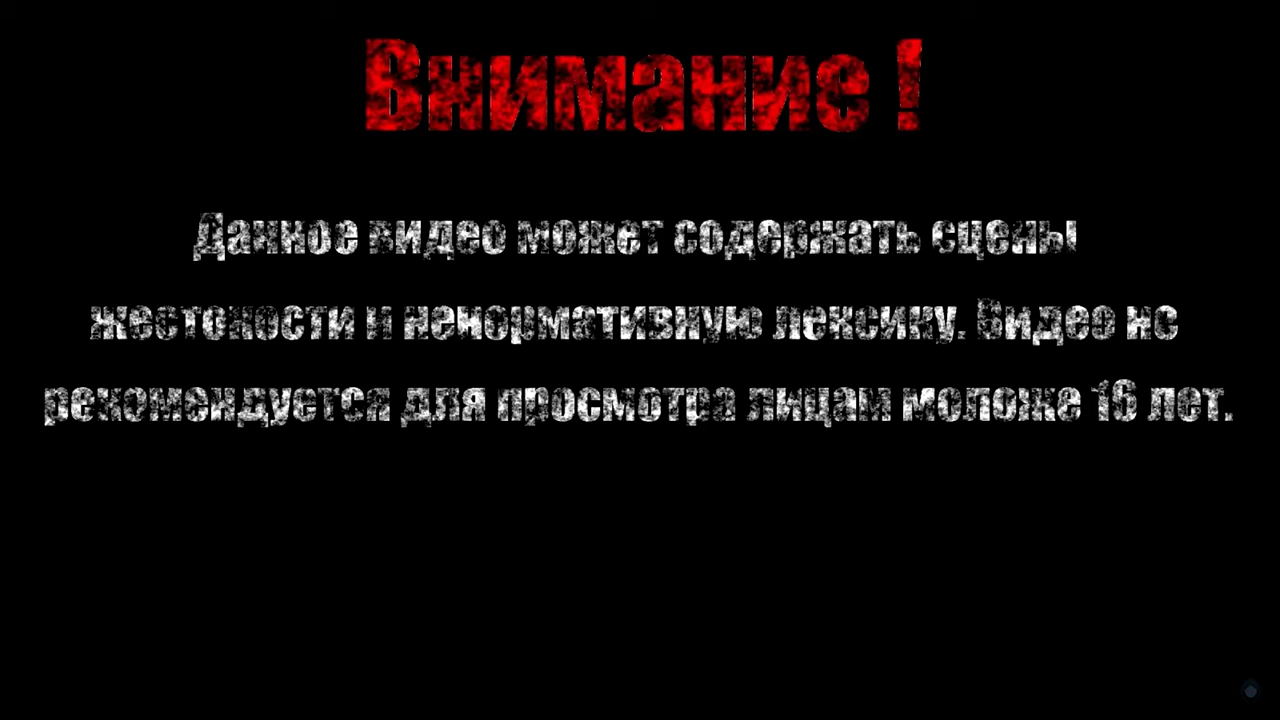 Внимание !
Данное видео может содержать сцены
жестокости и ненормативную лексику. Видео не
рекомендуется для просмотра лицам моложе 16 лет.